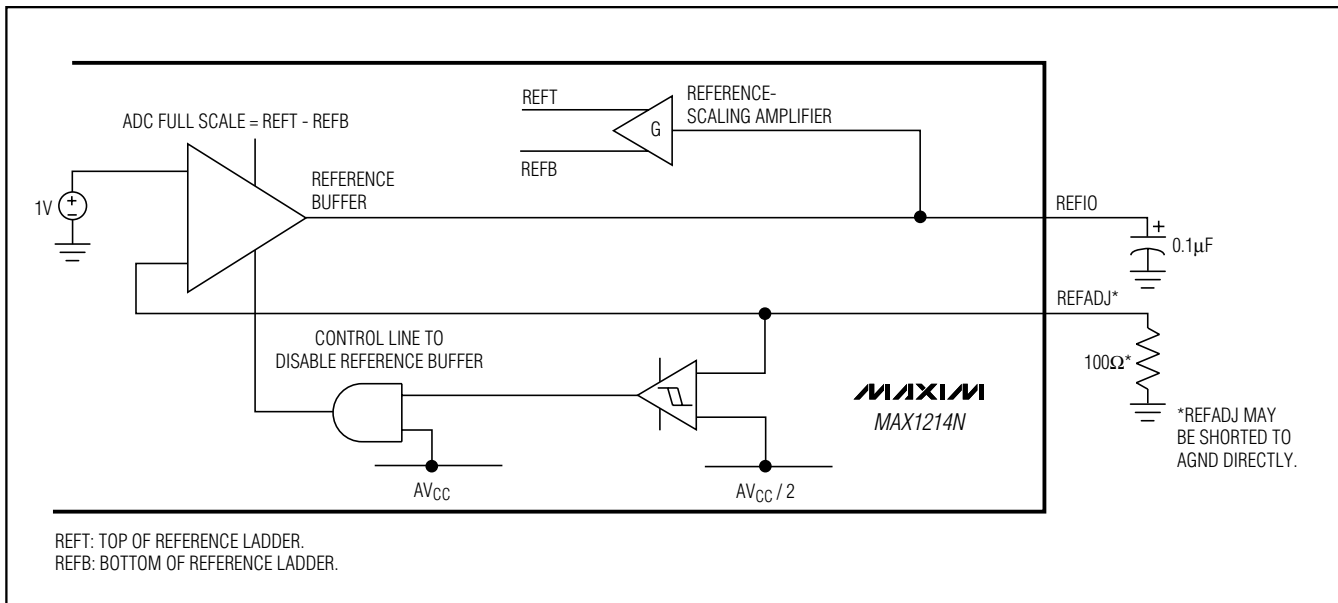 ADC FULL SCALE = REFT - REFB
REFT
REFERENCE-
SCALING AMPLIFIER
G
REFB
1V
REFERENCE
BUFFER
REFIO
0.1µF
REFADJ*
CONTROL LINE TO
DISABLE REFERENCE BUFFER
100Ω*
MAXIM
MAX1214N
*REFADJ MAY
BE SHORTED TO
AGND DIRECTLY.
AVCC
AVCC / 2
REFT: TOP OF REFERENCE LADDER.
REFB: BOTTOM OF REFERENCE LADDER.